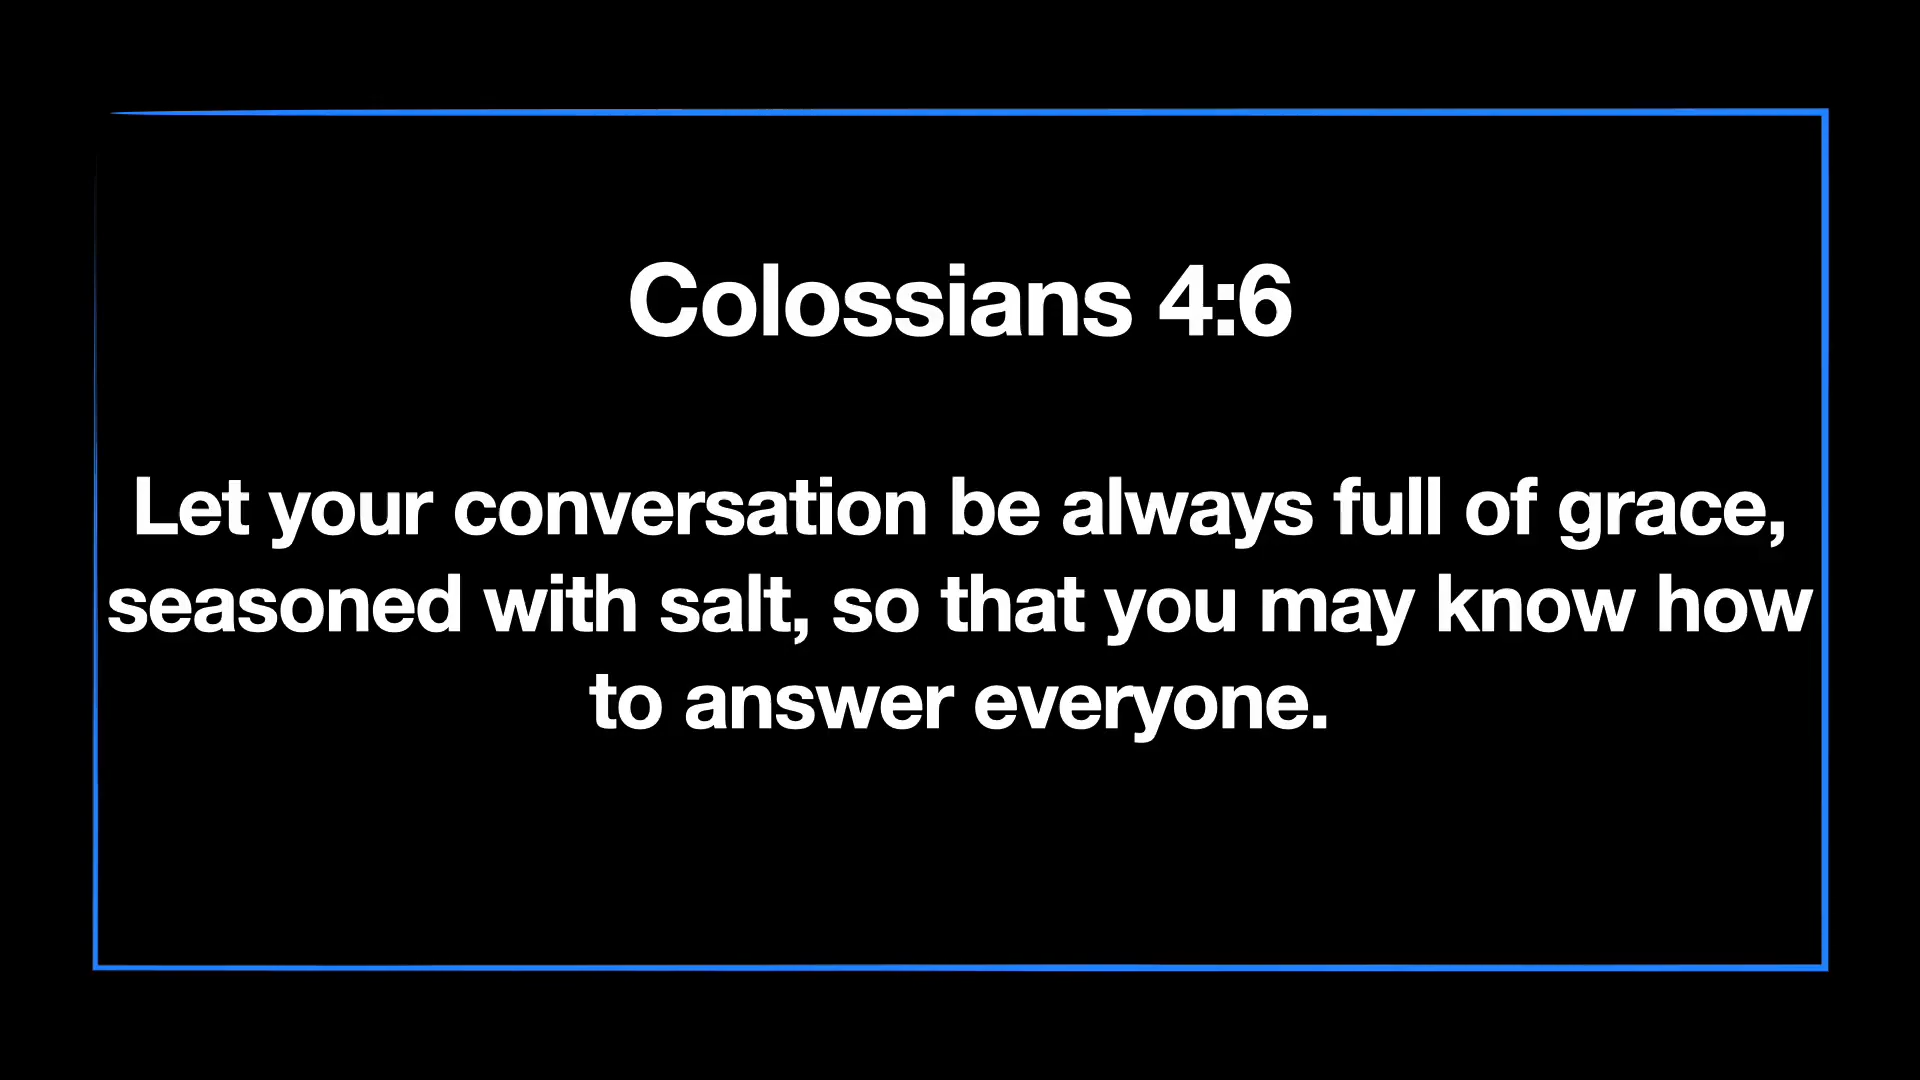 Colossians 4:6
Let your conversation be always full of grace,
seasoned with salt, so that you may know how
to answer everyone.